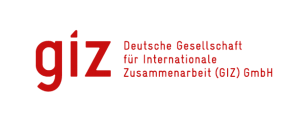 giz
Deutsche Gesellschaft
für Internationale
Zusammenarbeit (GIZ) GmbH